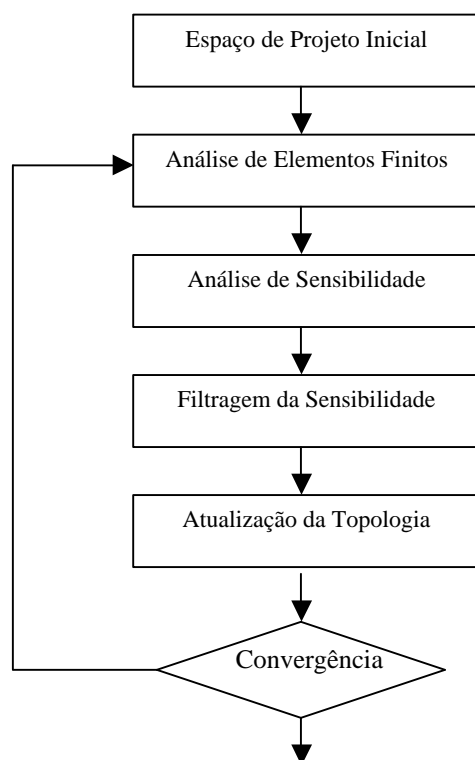 Espaço de Projeto Inicial
Análise de Elementos Finitos
Análise de Sensibilidade
Filtragem da Sensibilidade
Atualização da Topologia
Convergência